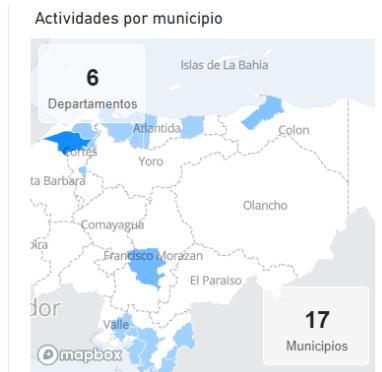 Actividades por municipio
6
Departamentos
Islas de La Bahia
Atlantida
Colon
Cortés
Yoro
ta Barbara
Olancho
Comayagua
Francisco Morazan
El Paraiso
dor
Valle
17
Municipios
mapbox